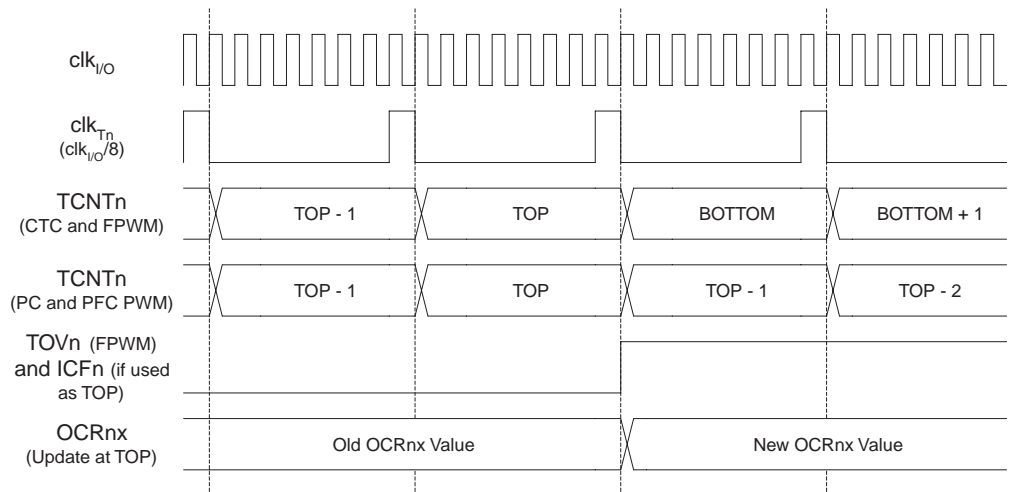 clkI/O
clkTn
(clkI/O/8)
TCNTn
(CTC and FPWM)
TOP - 1 TOP BOTTOM BOTTOM + 1
TCNTn
(PC and PFC PWM)
TOP - 1 TOP TOP - 1 TOP - 2
TOVn (FPWM)
and ICFn (if used
as TOP)
OCRnx
(Update at TOP)
Old OCRnx Value New OCRnx Value